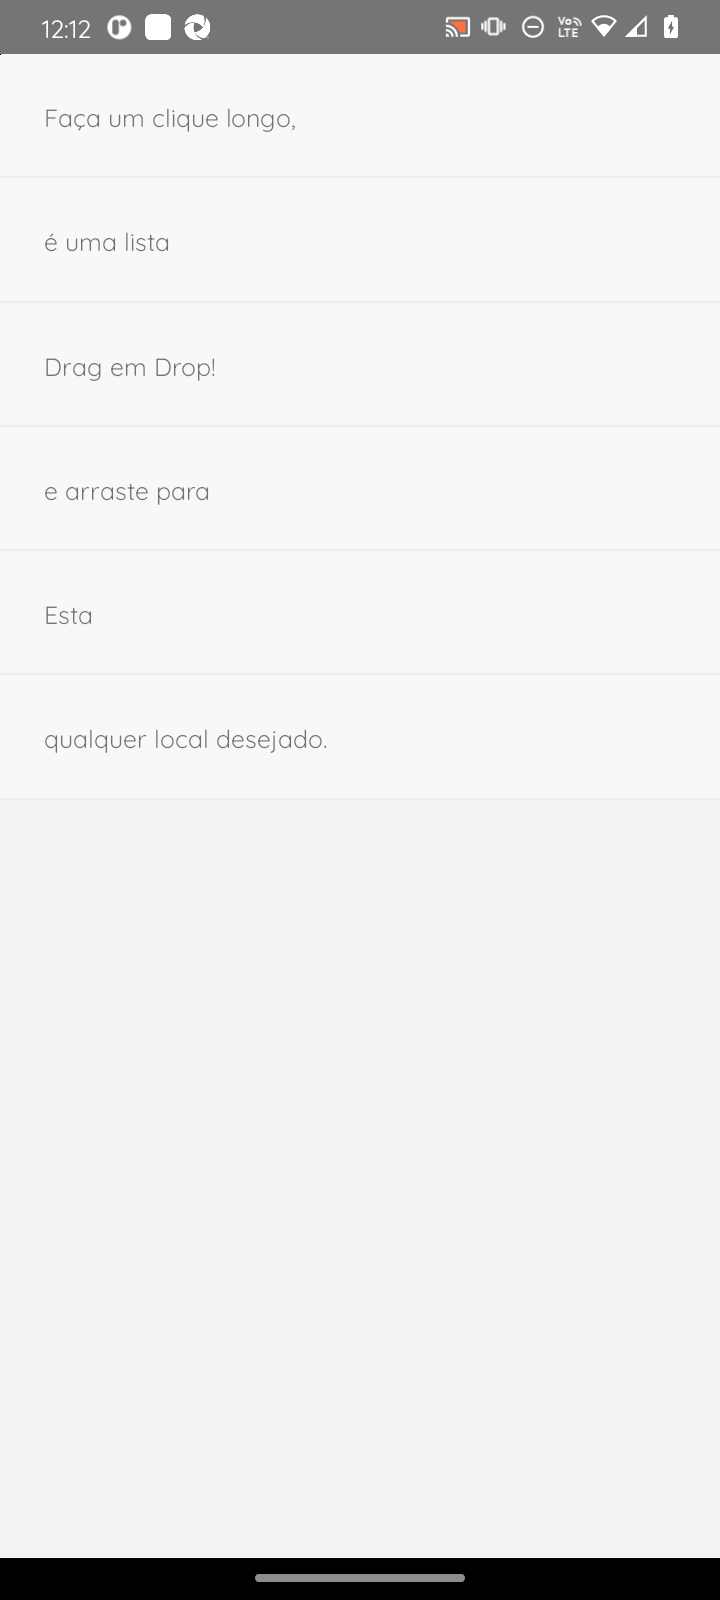 12:12
Vo LTE
Faça um clique longo,
é uma lista
Drag em Drop!
e arraste para
Esta
qualquer local desejado.